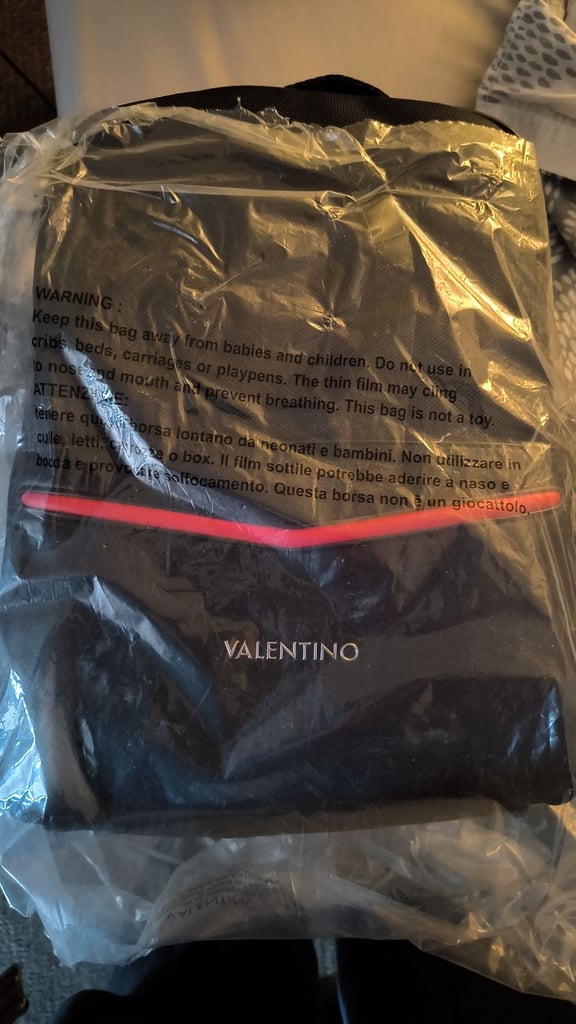 WARNING :
Keep this bag away from babies and children. Do not use in
cribs, beds, carriages or playpens. The thin film may cling
to nose and mouth and prevent breathing. This bag is not a toy.
ATTENZIONE:
tenere questa borsa lontano da neonati e bambini. Non utilizzare in
culle, letti, carrozze o box. Il film sottile potrebbe aderire a naso e
bocca e provocare soffocamento. Questa borsa non è un giocattolo.
VALENTINO
VALENTINO